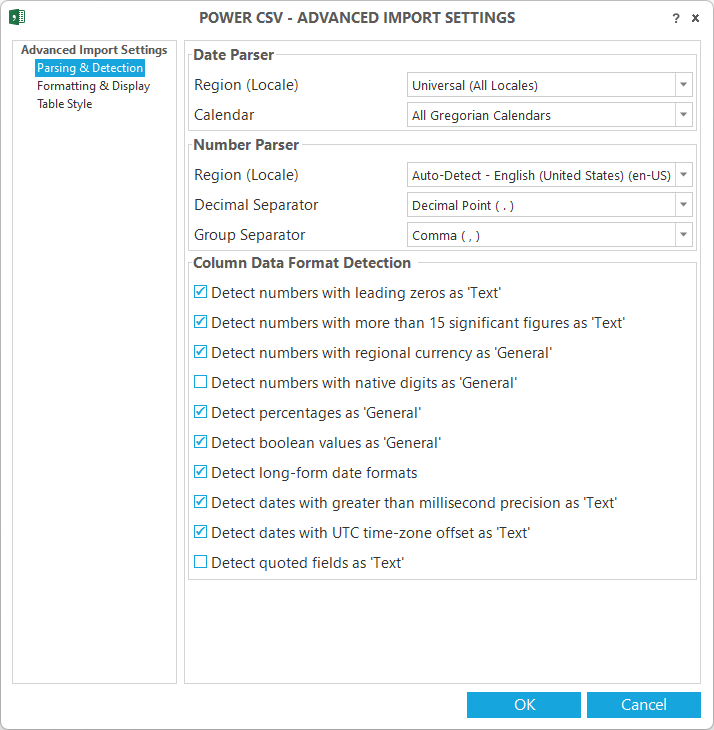 POWER CSV - ADVANCED IMPORT SETTINGS
? x
Advanced Import Settings
Parsing & Detection
Formatting & Display
Table Style
Date Parser
Region (Locale) Universal (All Locales)
Calendar All Gregorian Calendars
Number Parser
Region (Locale) Auto-Detect - English (United States) (en-US)
Decimal Separator Decimal Point ( . )
Group Separator Comma ( , )
Column Data Format Detection
Detect numbers with leading zeros as 'Text'
Detect numbers with more than 15 significant figures as 'Text'
Detect numbers with regional currency as 'General'
Detect numbers with native digits as 'General'
Detect percentages as 'General'
Detect boolean values as 'General'
Detect long-form date formats
Detect dates with greater than millisecond precision as 'Text'
Detect dates with UTC time-zone offset as 'Text'
Detect quoted fields as 'Text'
OK Cancel